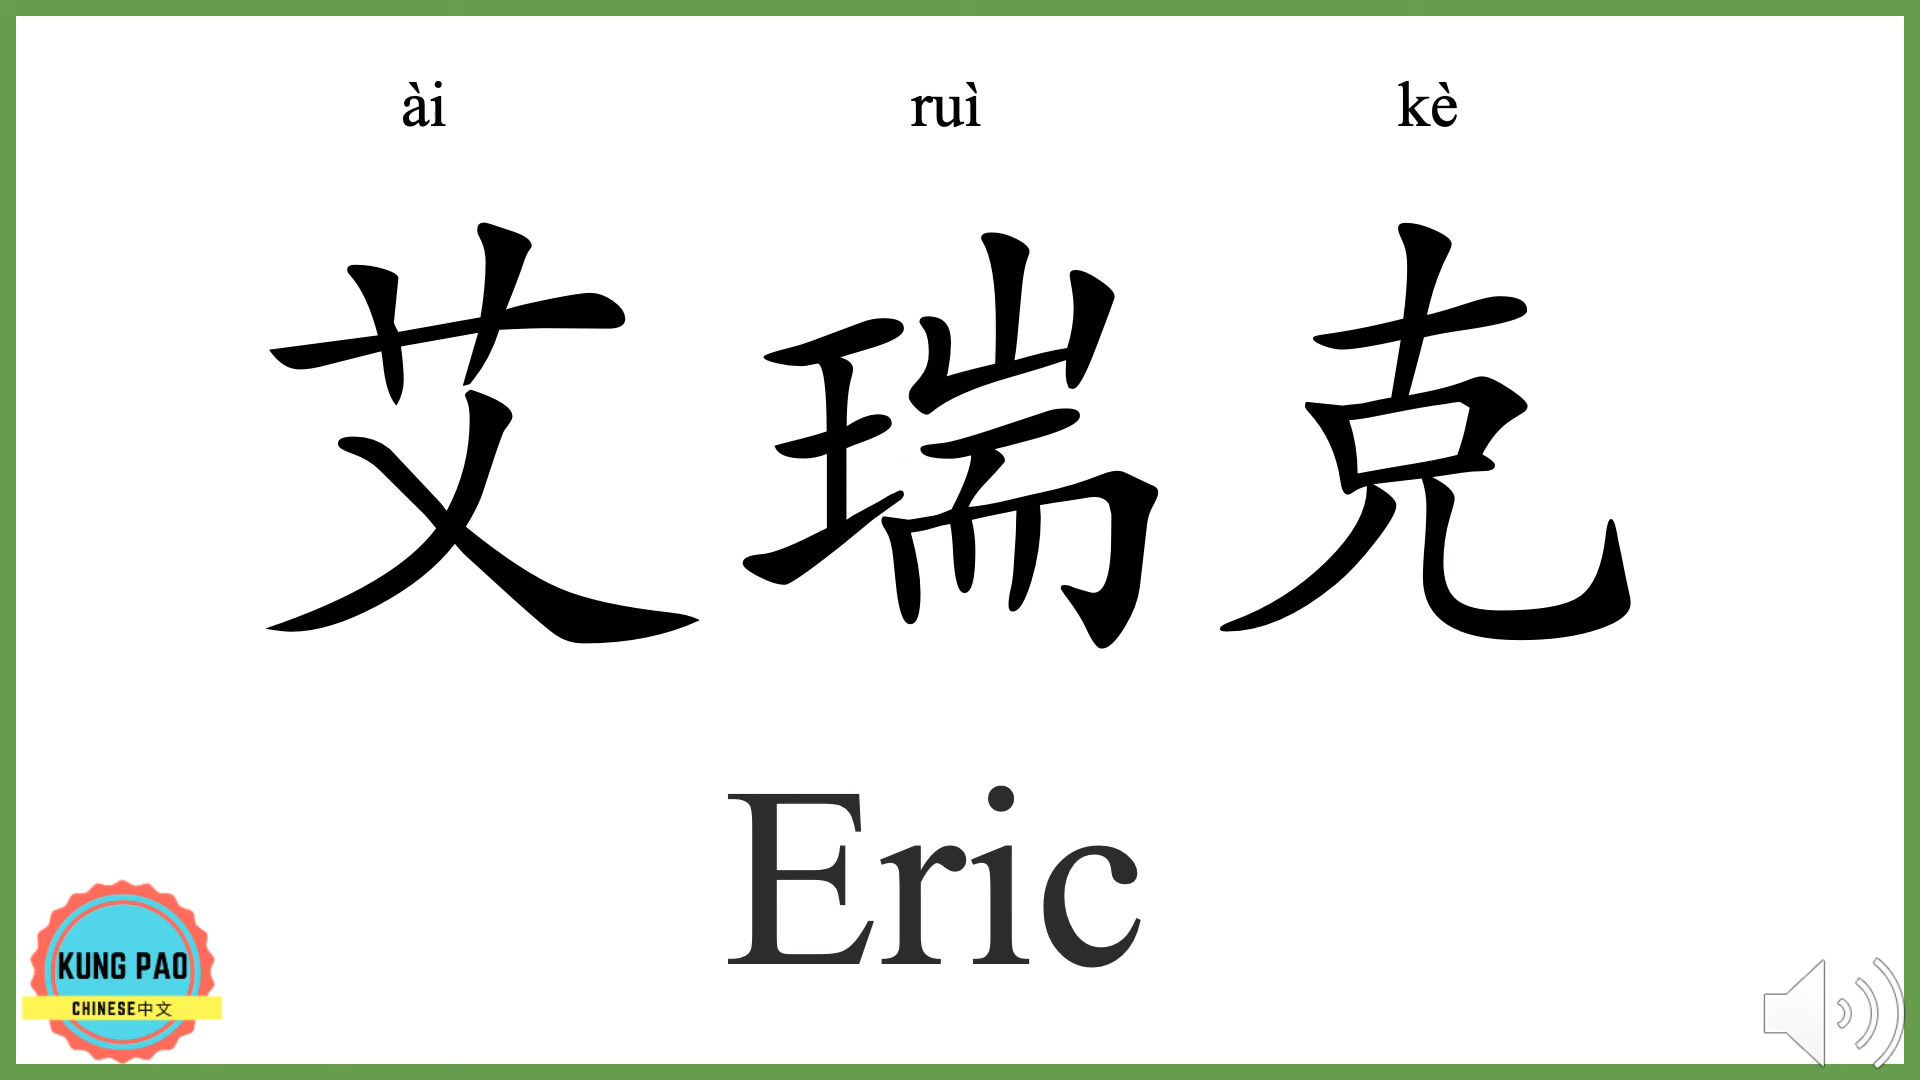 ài ruì kè
艾瑞克
Eric
KUNG PAO
CHINESE中文